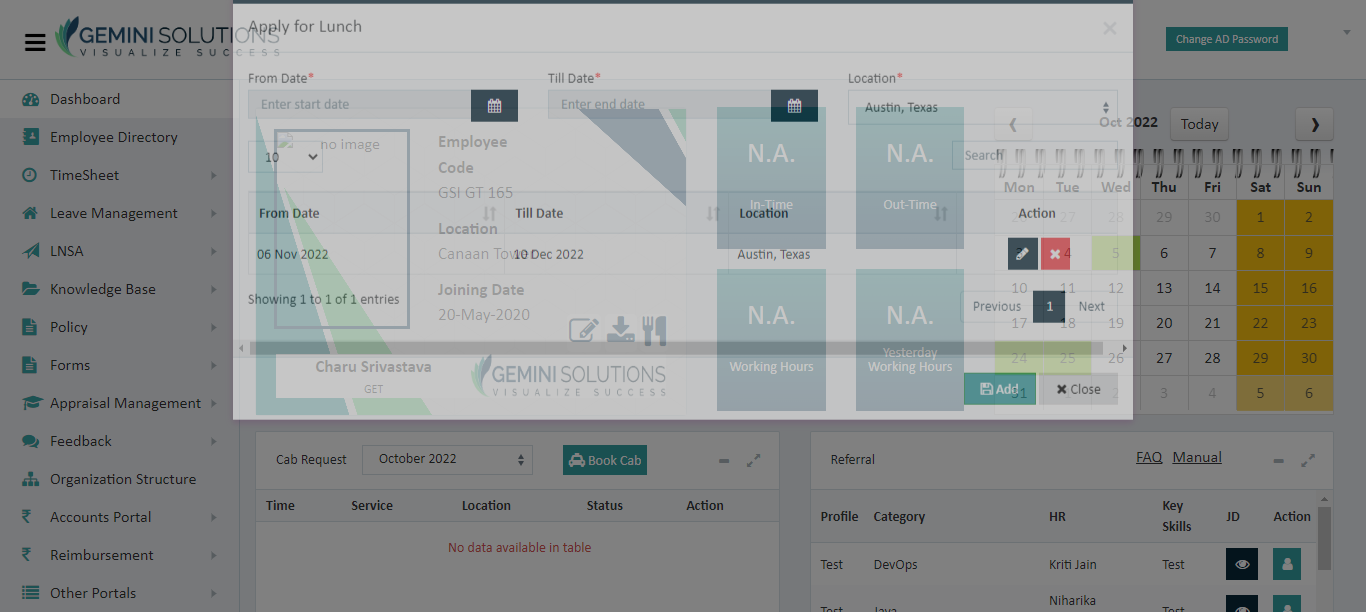 GEMINI SOLUTIONS
VISUALIZE SUCCESS
Apply for Lunch
×
Change AD Password
From Date*
Till Date*
Location*
Enter start date
Enter end date
Austin, Texas
Oct 2022
Today
10
no image
Search
Employee
Code
GSI GT 165
Location
Canaan Tower
Joining Date
20-May-2020
Charu Srivastava
GET
GEMINI SOLUTIONS
VISUALIZE SUCCESS
N.A.
In-Time
N.A.
Out-Time
N.A.
Working Hours
N.A.
Yesterday
Working Hours
From Date Till Date Location Action
06 Nov 2022 10 Dec 2022 Austin, Texas
Showing 1 to 1 of 1 entries
Previous 1 Next
Add
Close
Mon Tue Wed Thu Fri Sat Sun
27 28 29 30 1 2
4 5 6 7 8 9
10 11 12 13 14 15 16
17 18 19 20 21 22 23
24 25 26 27 28 29 30
31 2 3 4 5 6
Dashboard
Employee Directory
TimeSheet
Leave Management
LNSA
Knowledge Base
Policy
Forms
Appraisal Management
Feedback
Organization Structure
Accounts Portal
Reimbursement
Other Portals
Cab Request
October 2022
Book Cab
Time Service Location Status Action
No data available in table
Referral
FAQ Manual
Profile Category HR Key Skills JD Action
Test DevOps Kriti Jain Test
Test Java Niharika Test